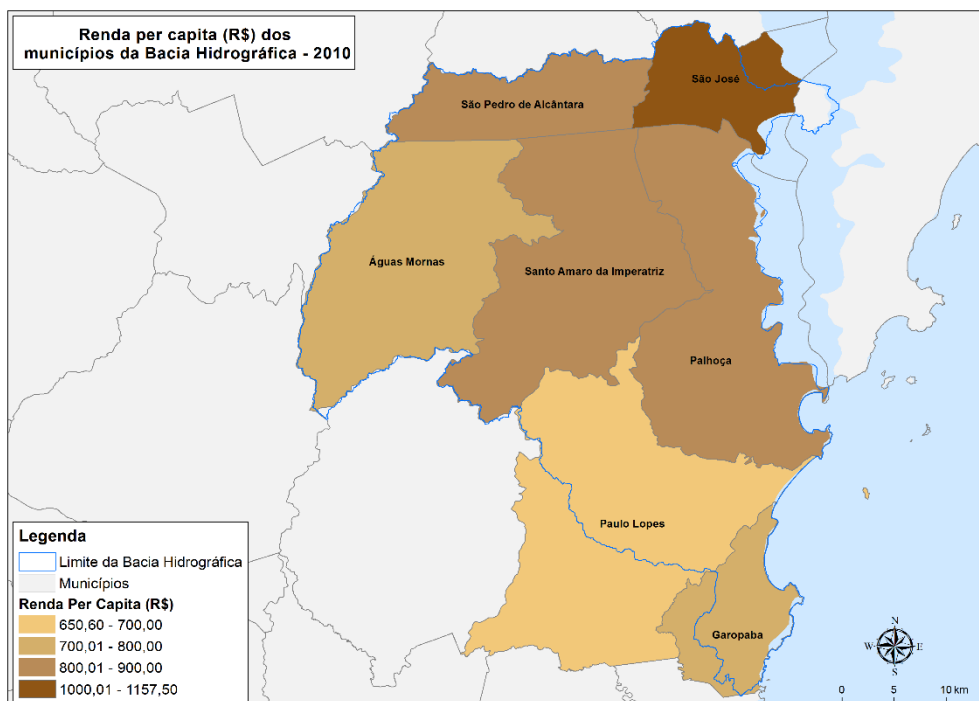 Renda per capita (R$) dos
municípios da Bacia Hidrográfica - 2010
São José
São Pedro de Alcântara
Águas Mornas
Santo Amaro da Imperatriz
Palhoça
Paulo Lopes
Garopaba
Legenda
Limite da Bacia Hidrográfica
Municípios
Renda Per Capita (R$)
650,60 - 700,00
700,01 - 800,00
800,01 - 900,00
1000,01 - 1157,50
N
W E
S
0 5 10 km